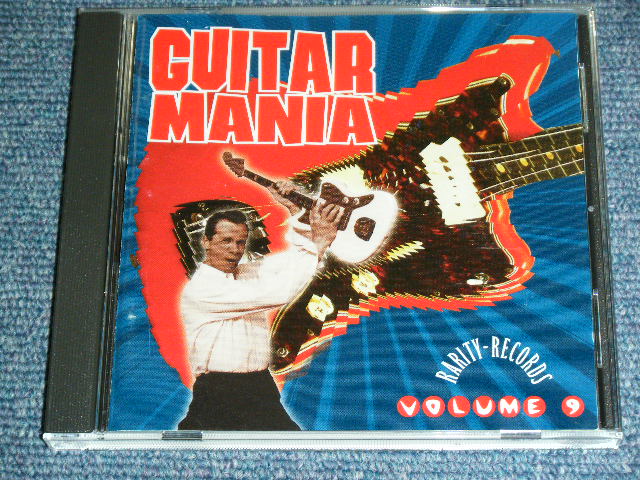 GUITAR
MANIA
RARITY-RECORDS
VOLUME 9